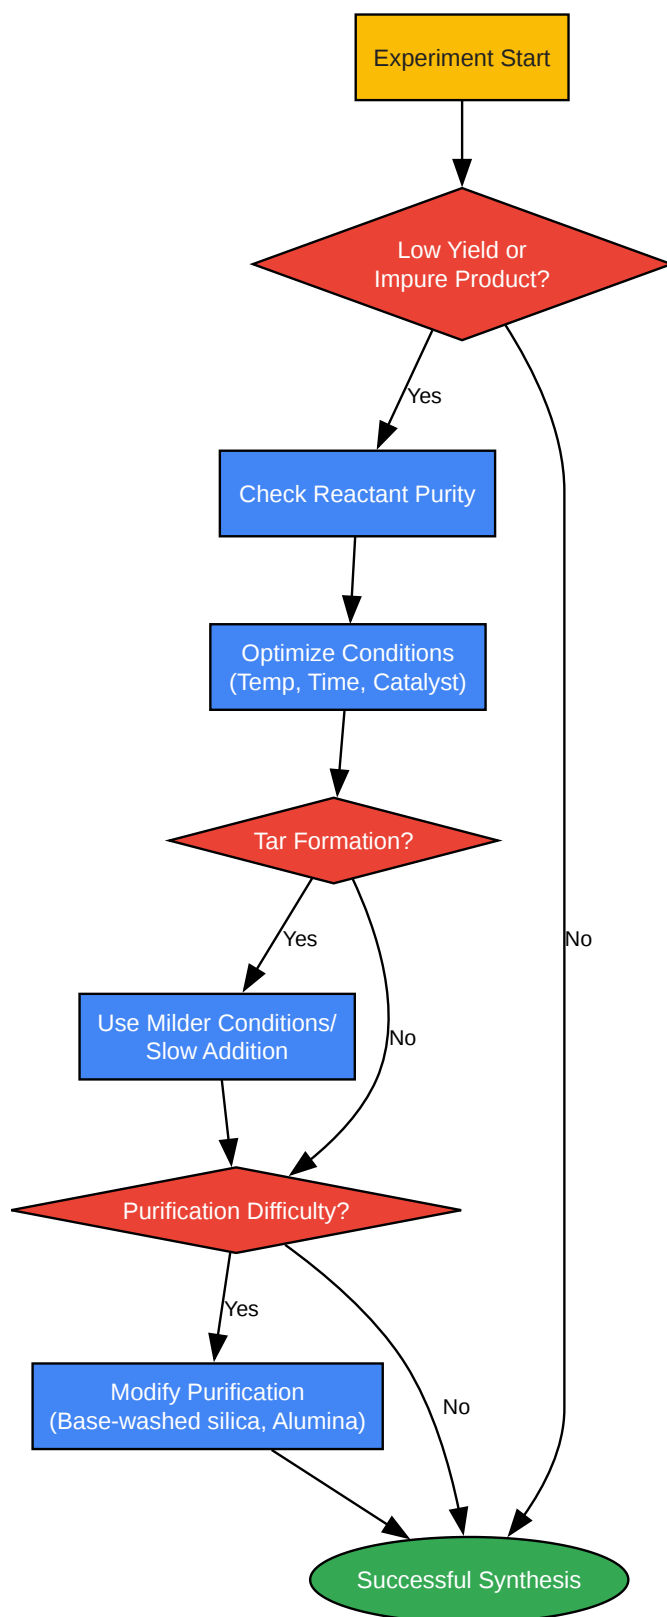 Experiment Start
Low Yield or
Impure Product?
Yes
Check Reactant Purity
Optimize Conditions
(Temp, Time, Catalyst)
Tar Formation?
Yes
No
Use Milder Conditions/
Slow Addition
No
Purification Difficulty?
Yes
Modify Purification
(Base-washed silica, Alumina)
No
Successful Synthesis